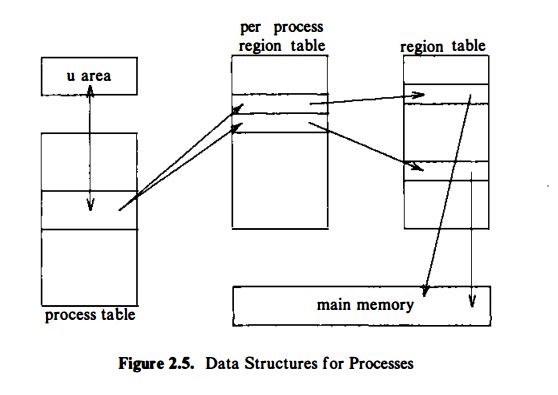 per process
region table
region table
u area
process table
main memory
Figure 2.5. Data Structures for Processes